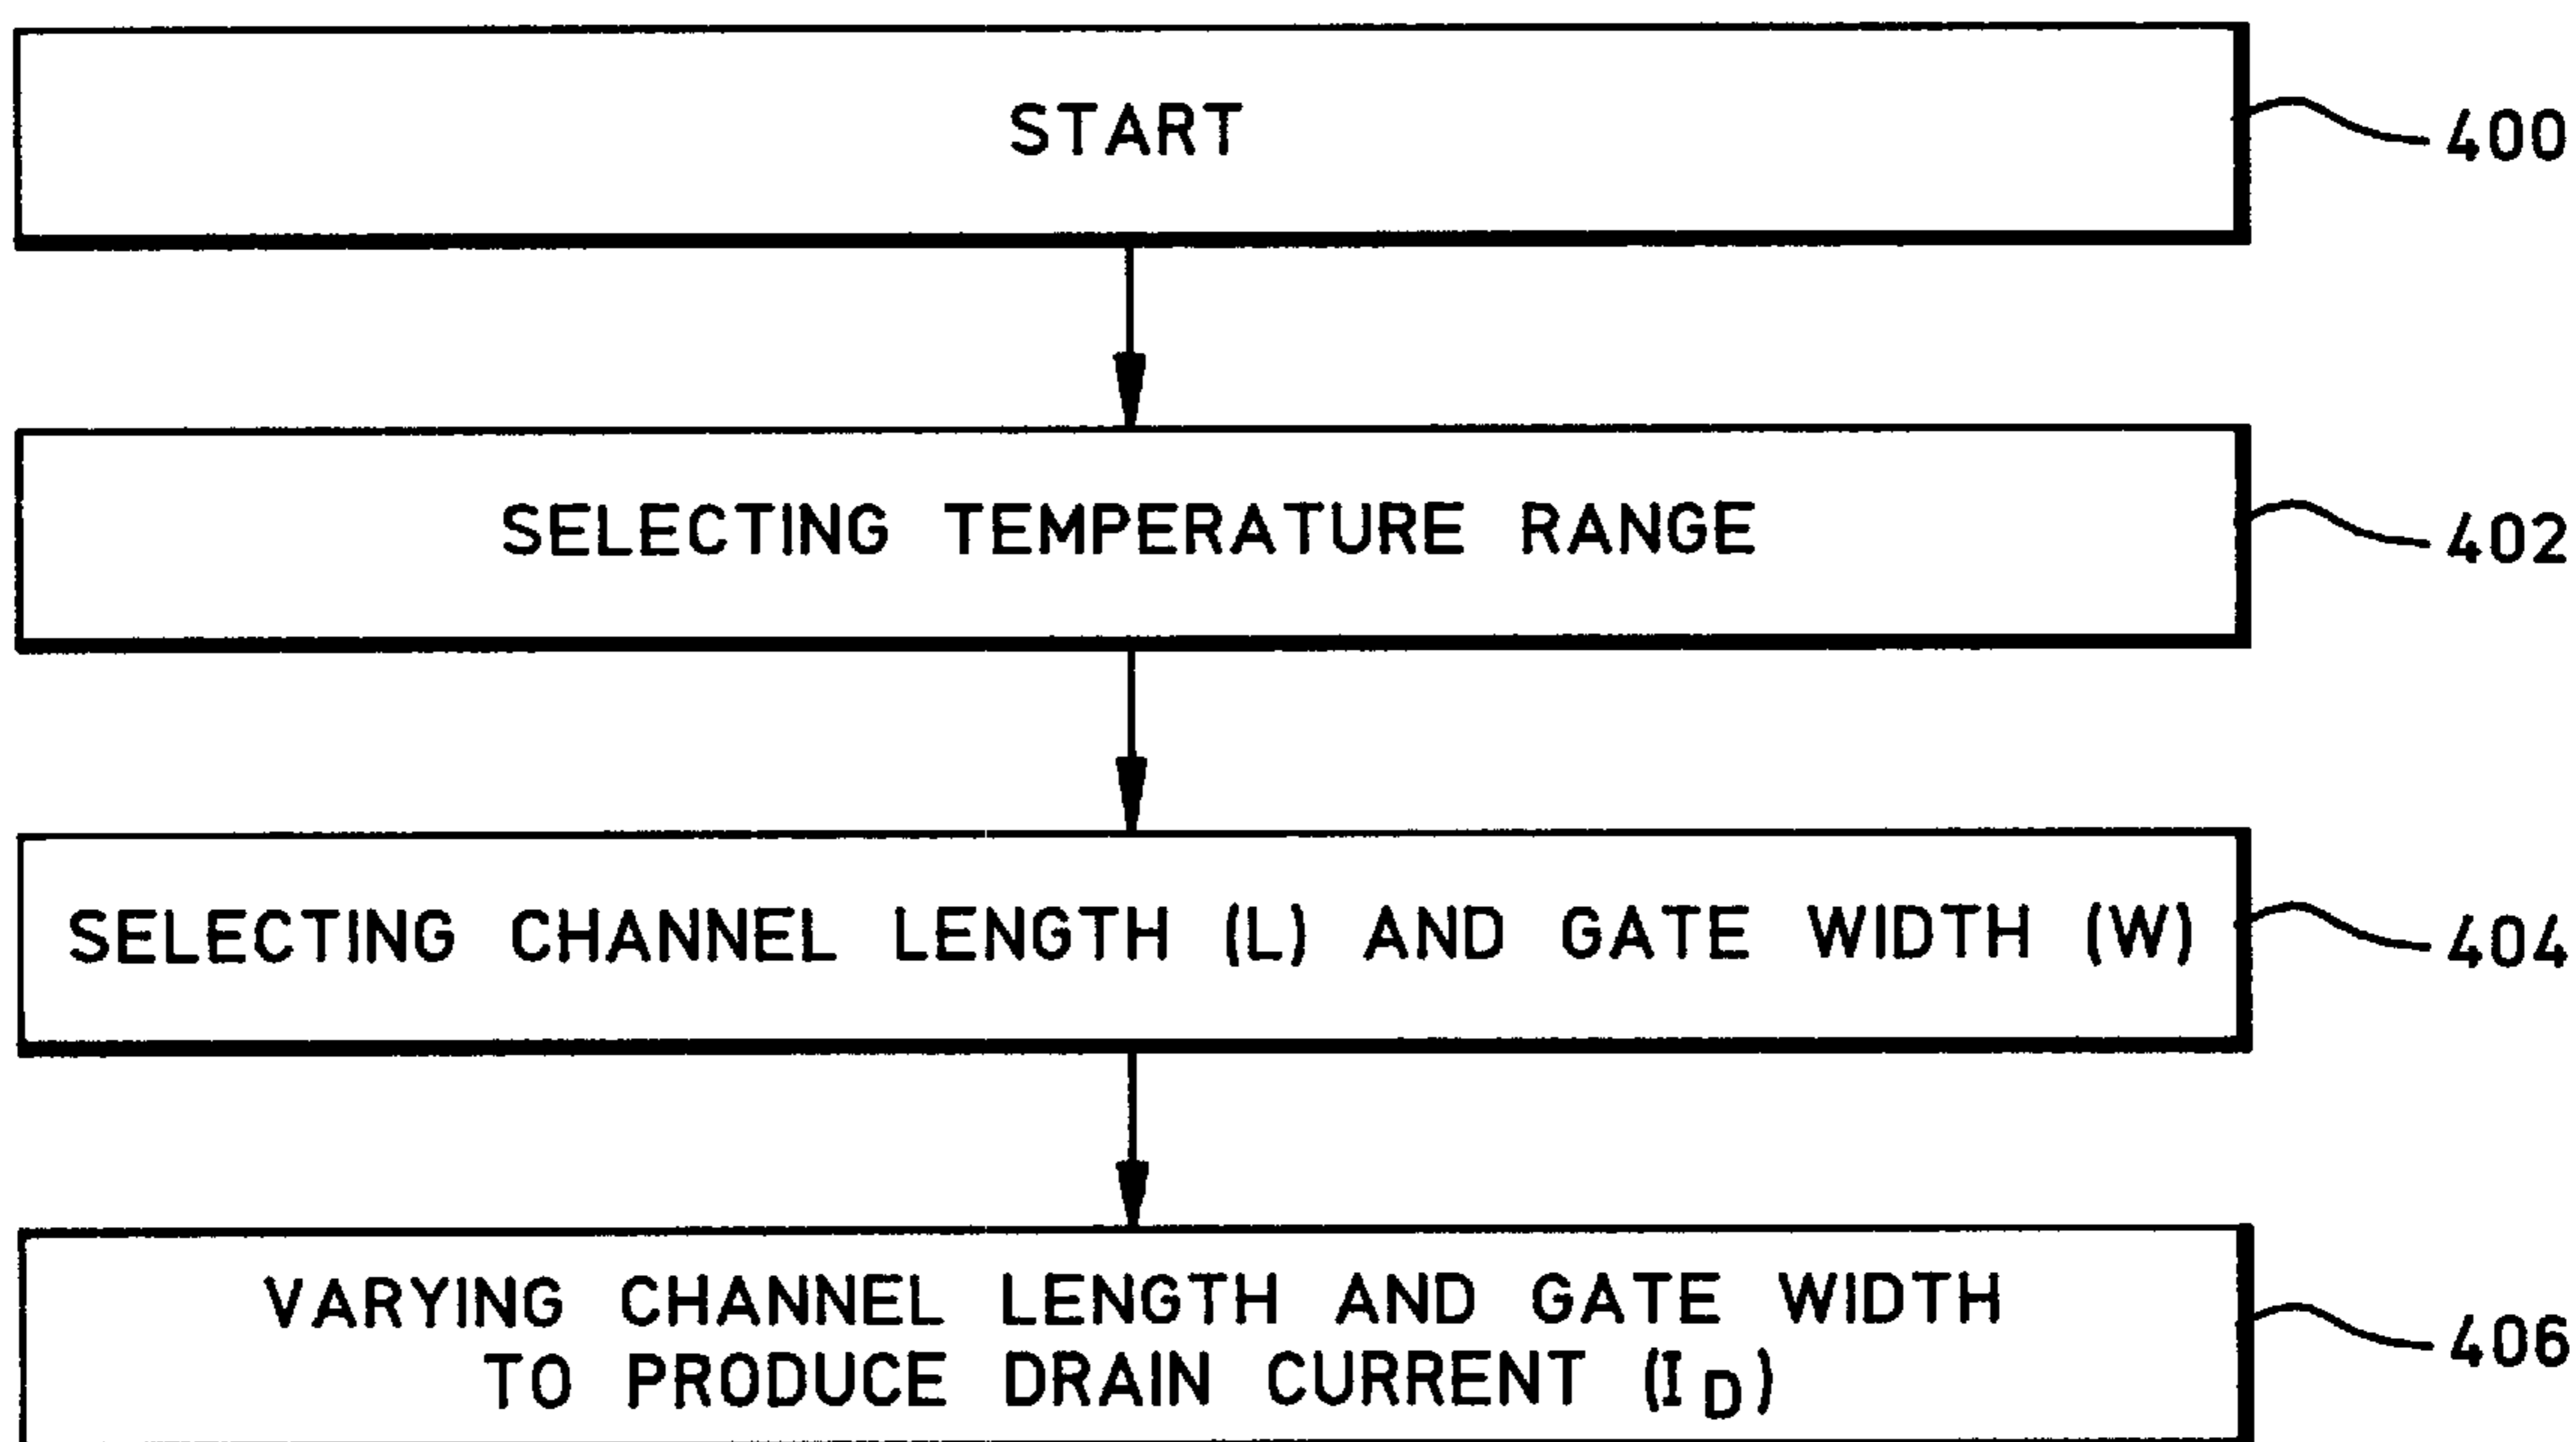 START
400
SELECTING TEMPERATURE RANGE
402
SELECTING CHANNEL LENGTH (L) AND GATE WIDTH (W)
404
VARYING CHANNEL LENGTH AND GATE WIDTH
TO PRODUCE DRAIN CURRENT (ID)
406